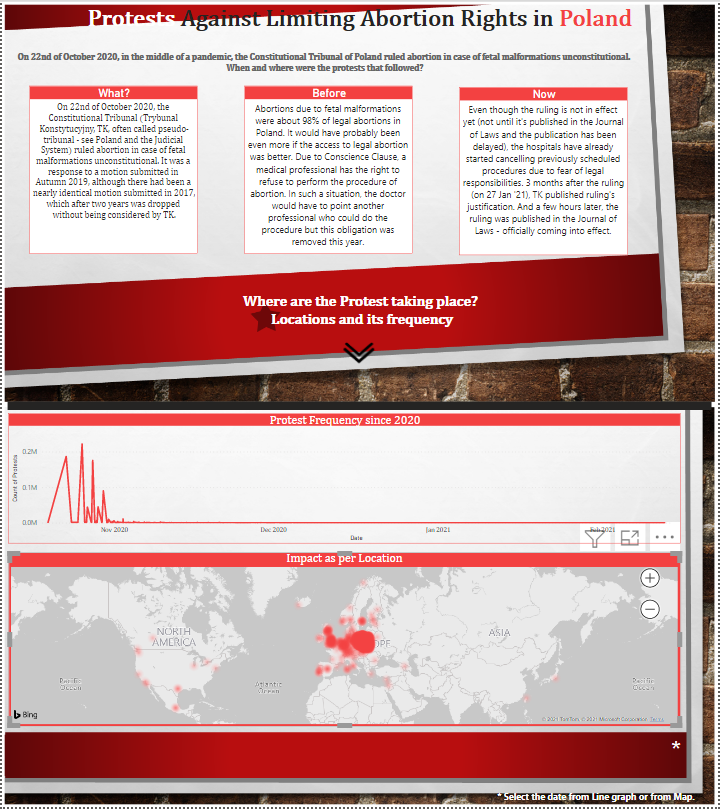 Protests Against Limiting Abortion Rights in Poland
On 22nd of October 2020, in the middle of a pandemic, the Constitutional Tribunal of Poland ruled abortion in case of fetal malformations unconstitutional.
When and where were the protests that followed?
What?
On 22nd of October 2020, the
Constitutional Tribunal (Trybunal
Konstytucyjny, TK, often called pseudo-
tribunal - see Poland and the Judicial
System) ruled abortion in case of fetal
malformations unconstitutional. It was a
response to a motion submitted in
Autumn 2019, although there had been a
nearly identical motion submitted in 2017,
which after two years was dropped
without being considered by TK.
Before
Abortions due to fetal malformations
were about 98% of legal abortions in
Poland. It would have probably been
even more if the access to legal abortion
was better. Due to Conscience Clause, a
medical professional has the right to
refuse to perform the procedure of
abortion. In such a situation, the doctor
would have to point another
professional who could do the
procedure but this obligation was
removed this year.
Now
Even though the ruling is not in effect
yet (not until it's published in the Journal
of Laws and the publication has been
delayed), the hospitals have already
started cancelling previously scheduled
procedures due to fear of legal
responsibilities. 3 months after the ruling
(on 27 Jan '21), TK published ruling's
justification. And a few hours later, the
ruling was published in the Journal of
Laws - officially coming into effect.
Where are the Protest taking place?
Locations and its frequency
Protest Frequency since 2020
Count of Protests
0.2M
0.1M
0.0M
Nov 2020
Dec 2020
Jan 2021
Feb 2021
Date
Impact as per Location
NORTH
AMERICA
OPE
ASIA
Pacific
Ocean
Atlantic
Ocean
Pacific
Ocean
Bing
© 2021 TomTom, © 2021 Microsoft Corporation Terms
*
* Select the date from Line graph or from Map.